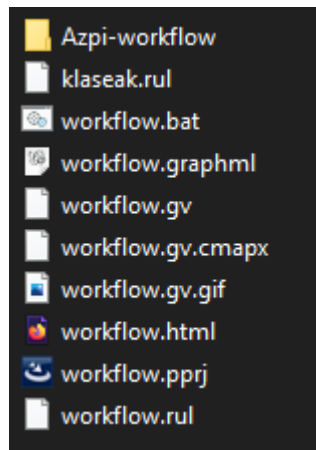 Azpi-workflow
klaseak.rul
workflow.bat
workflow.graphml
workflow.gv
workflow.gv.cmapx
workflow.gv.gif
workflow.html
workflow.pprj
workflow.rul